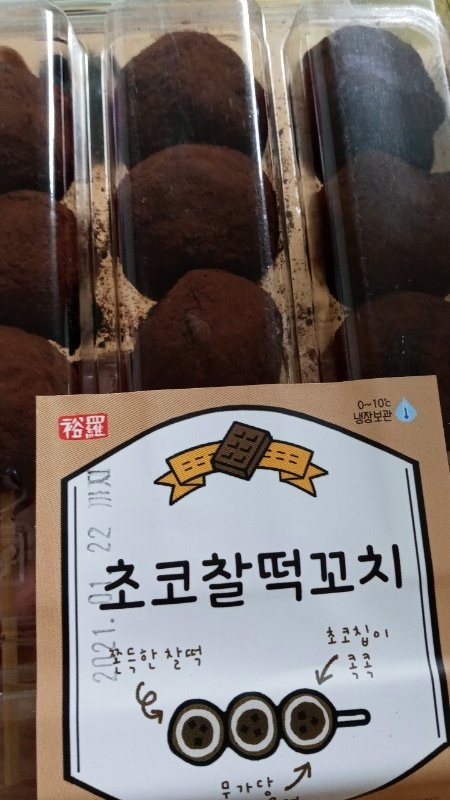 裕羅
0~10℃
냉장보관
2021.01 22 까지
초코찰떡꼬치
쫀득한 찰떡
초코칩이
콕콕
무가당